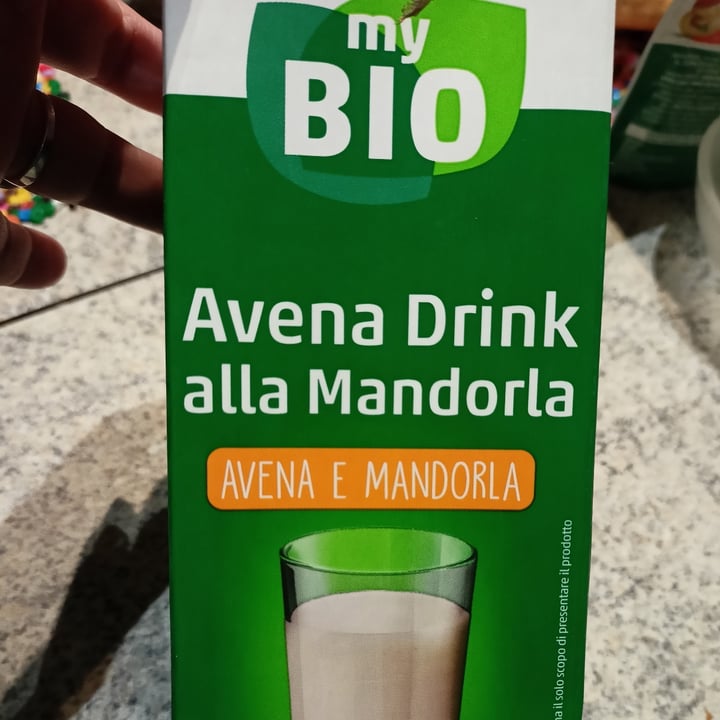 my
BIO
Avena Drink
alla Mandorla
AVENA E MANDORLA
il solo scopo di presentare il prodotto